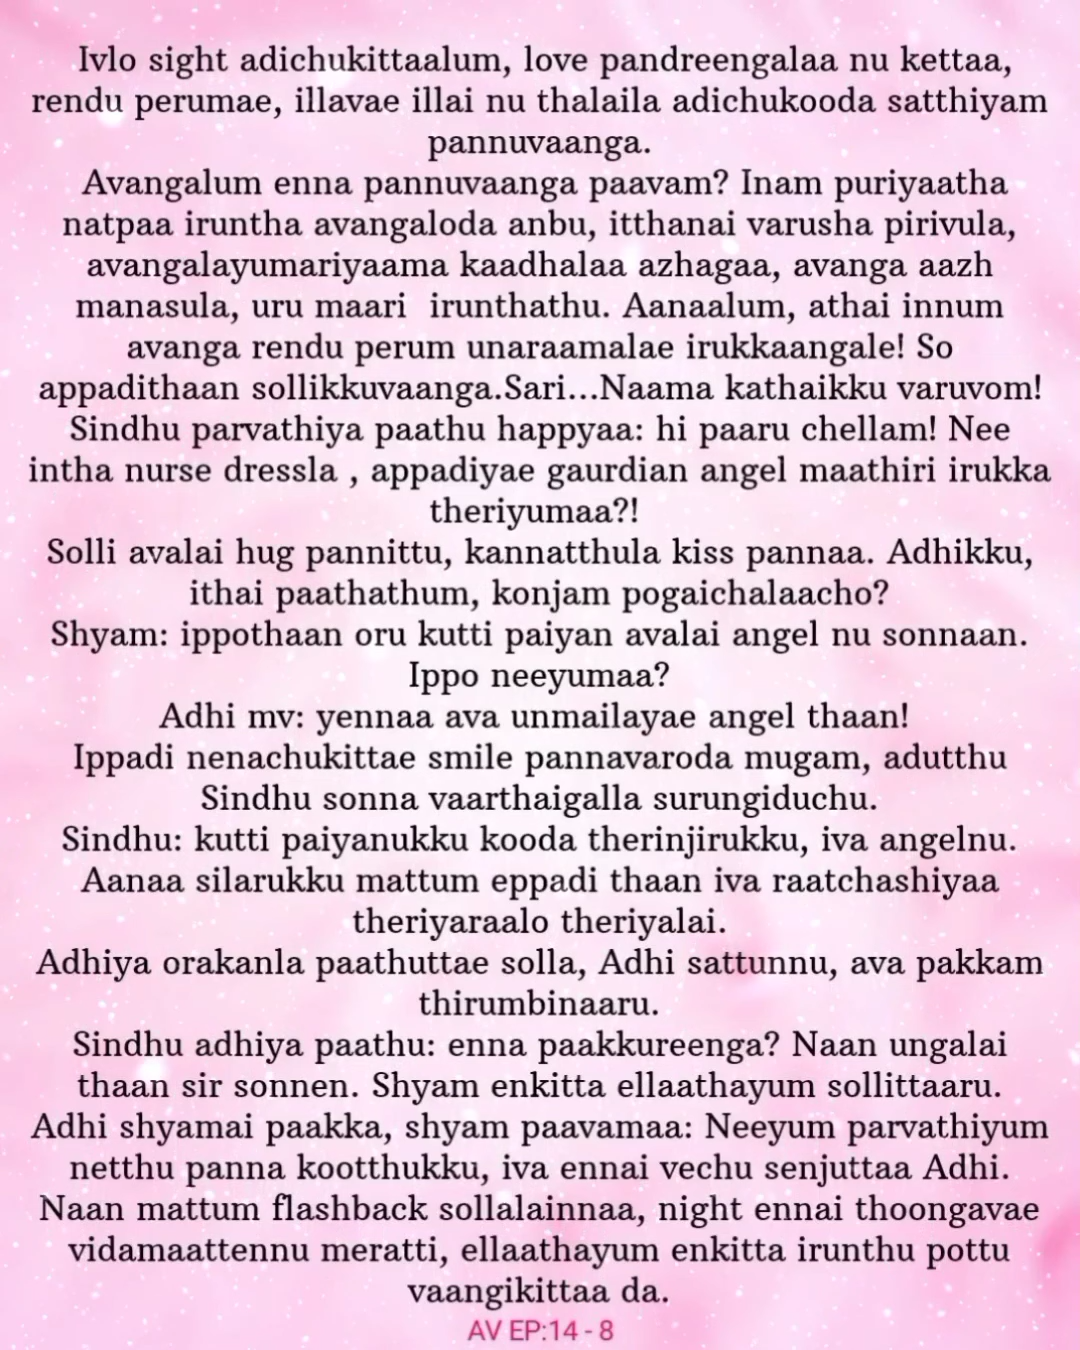 Ivlo sight adichukittaalum, love pandreengalaa nu kettaa,
rendu perumae, illavae illai nu thalaila adichukooda satthiyam
pannuvaanga.
Avangalum enna pannuvaanga paavam? Inam puriyaatha
natpaa iruntha avangaloda anbu, itthanai varusha pirivula,
avangalayumariyaama kaadhalaa azhagaa, avanga aazh
manasula, uru maari  irunthathu. Aanaalum, athai innum
avanga rendu perum unaraamalae irukkaangale! So
appadithaan sollikkuvaanga.Sari...Naama kathaikku varuvom!
Sindhu parvathiya paathu happyaa: hi paaru chellam! Nee
intha nurse dressla , appadiyae gaurdian angel maathiri irukka
theriyumaa?!
Solli avalai hug pannittu, kannatthula kiss pannaa. Adhikku,
ithai paathathum, konjam pogaichalaacho?
Shyam: ippothaan oru kutti paiyan avalai angel nu sonnaan.
Ippo neeyumaa?
Adhi mv: yennaa ava unmailayae angel thaan!
Ippadi nenachukittae smile pannavaroda mugam, adutthu
Sindhu sonna vaarthaigalla surungiduchu.
Sindhu: kutti paiyanukku kooda therinjirukku, iva angelnu.
Aanaa silarukku mattum eppadi thaan iva raatchashiyaa
theriyaraalo theriyalai.
Adhiya orakanla paathuttae solla, Adhi sattunnu, ava pakkam
thirumbinaaru.
Sindhu adhiya paathu: enna paakkureenga? Naan ungalai
thaan sir sonnen. Shyam enkitta ellaathayum sollittaaru.
Adhi shyamai paakka, shyam paavamaa: Neeyum parvathiyum
netthu panna kootthukku, iva ennai vechu senjuttaa Adhi.
Naan mattum flashback sollalainnaa, night ennai thoongavae
vidamaattennu meratti, ellaathayum enkitta irunthu pottu
vaangikittaa da.
AV EP:14 - 8